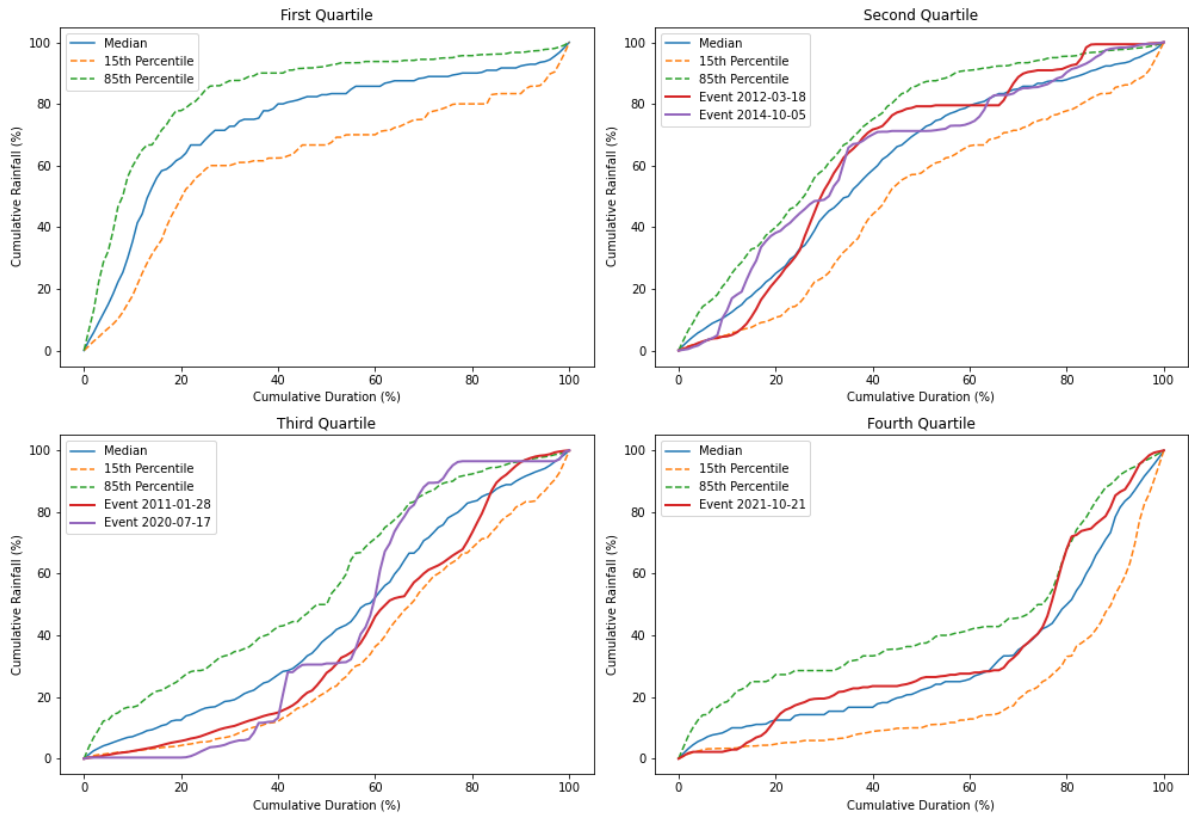 First Quartile
Median
15th Percentile
85th Percentile
100
80
60
40
20
0
Cumulative Rainfall (%)
0 20 40 60 80 100
Cumulative Duration (%)
Second Quartile
Median
15th Percentile
85th Percentile
Event 2012-03-18
Event 2014-10-05
100
80
60
40
20
0
Cumulative Rainfall (%)
0 20 40 60 80 100
Cumulative Duration (%)
Third Quartile
Median
15th Percentile
85th Percentile
Event 2011-01-28
Event 2020-07-17
100
80
60
40
20
0
Cumulative Rainfall (%)
0 20 40 60 80 100
Cumulative Duration (%)
Fourth Quartile
Median
15th Percentile
85th Percentile
Event 2021-10-21
100
80
60
40
20
0
Cumulative Rainfall (%)
0 20 40 60 80 100
Cumulative Duration (%)